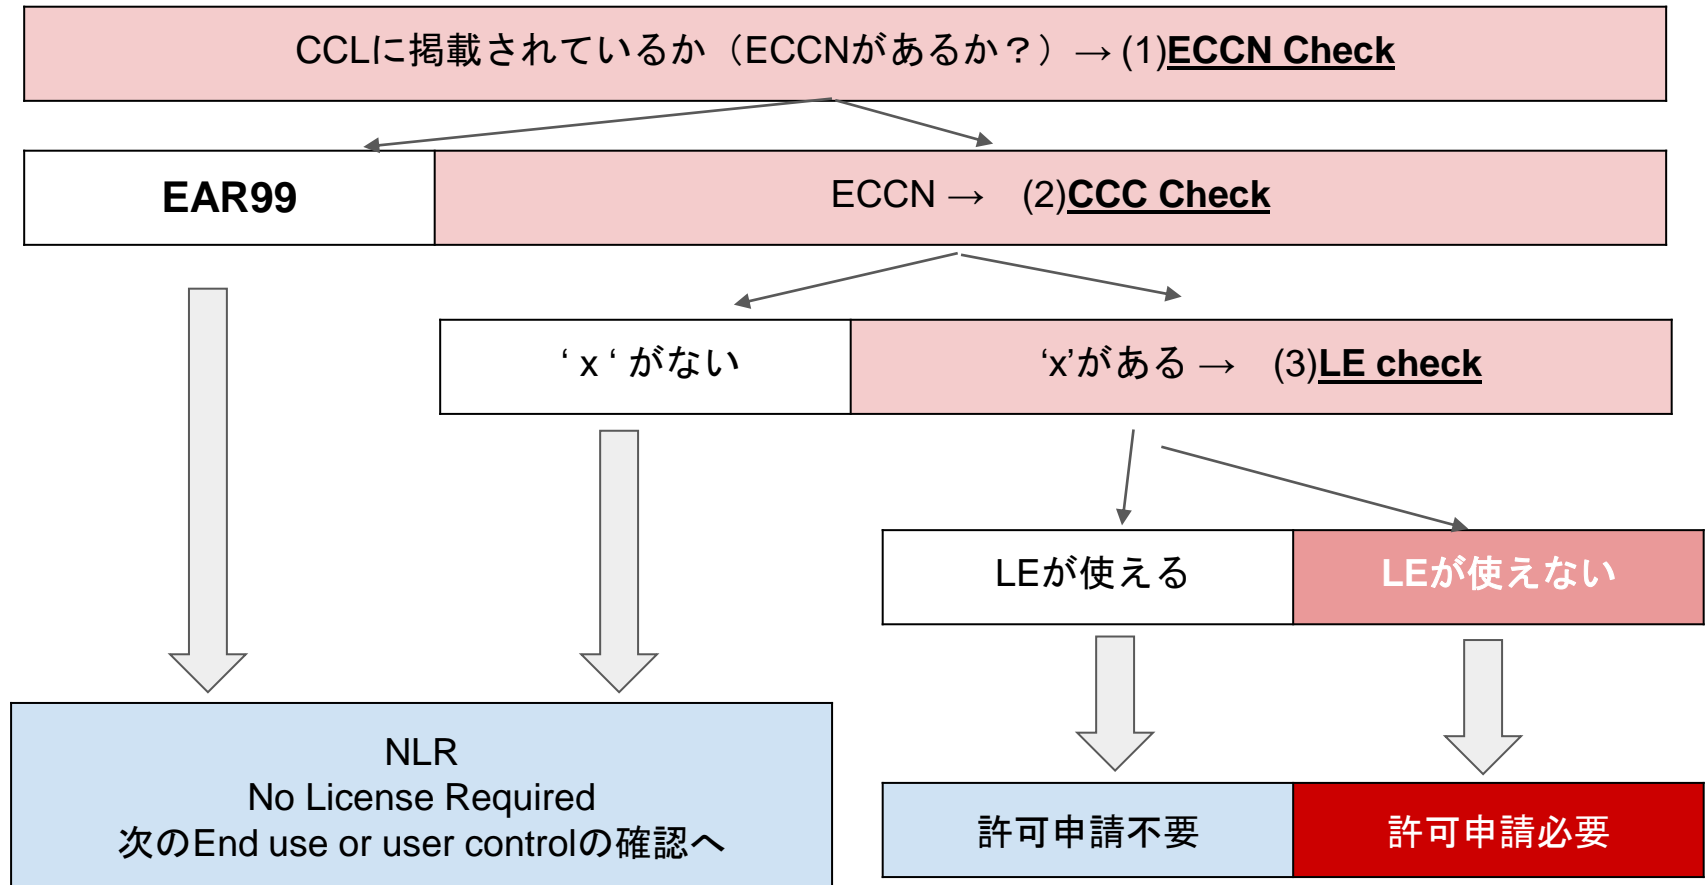 CCLに掲載されているか（ECCNがあるか？）→ (1)ECCN Check
EAR99
ECCN → (2)CCC Check
‘ x ‘ がない
‘x’がある → (3)LE check
LEが使える
LEが使えない
NLR
No License Required
次のEnd use or user controlの確認へ
許可申請不要
許可申請必要